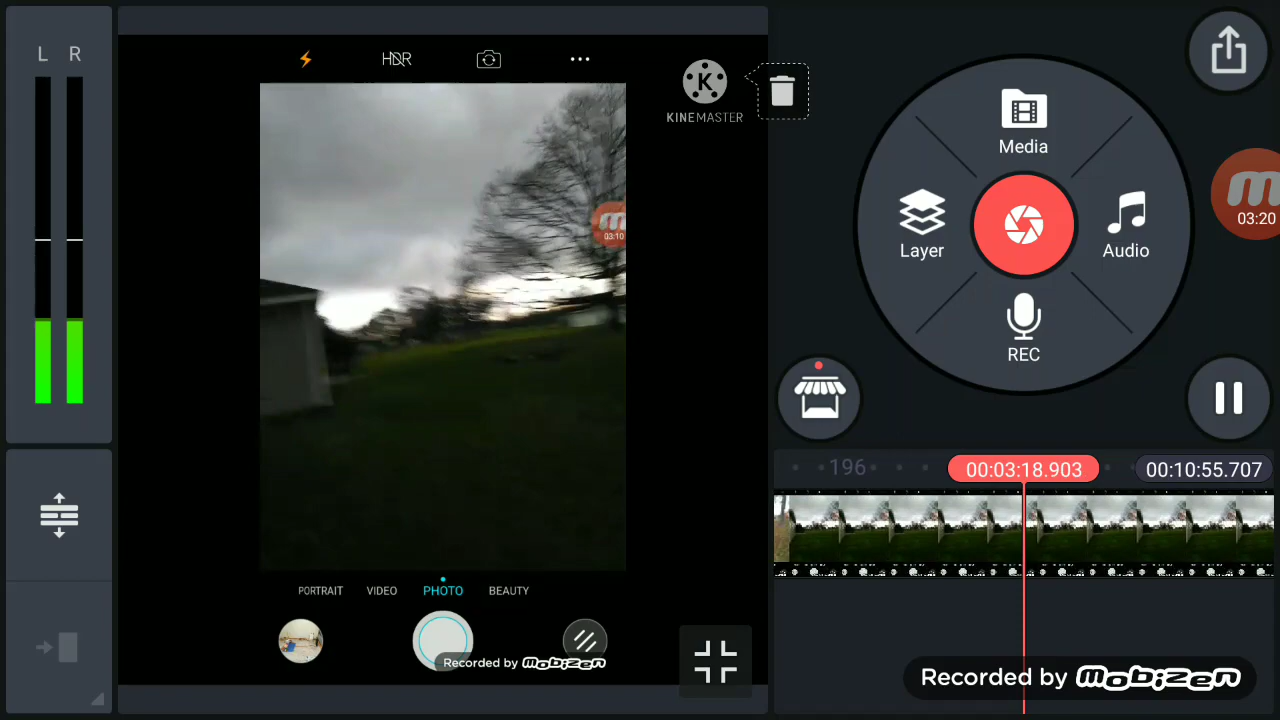 L R
HDR
KINEMASTER
03:10
PORTRAIT VIDEO PHOTO BEAUTY
Recorded by Mobizen
Media
Layer
Audio
REC
03:20
196
00:03:18.903
00:10:55.707
Recorded by Mobizen